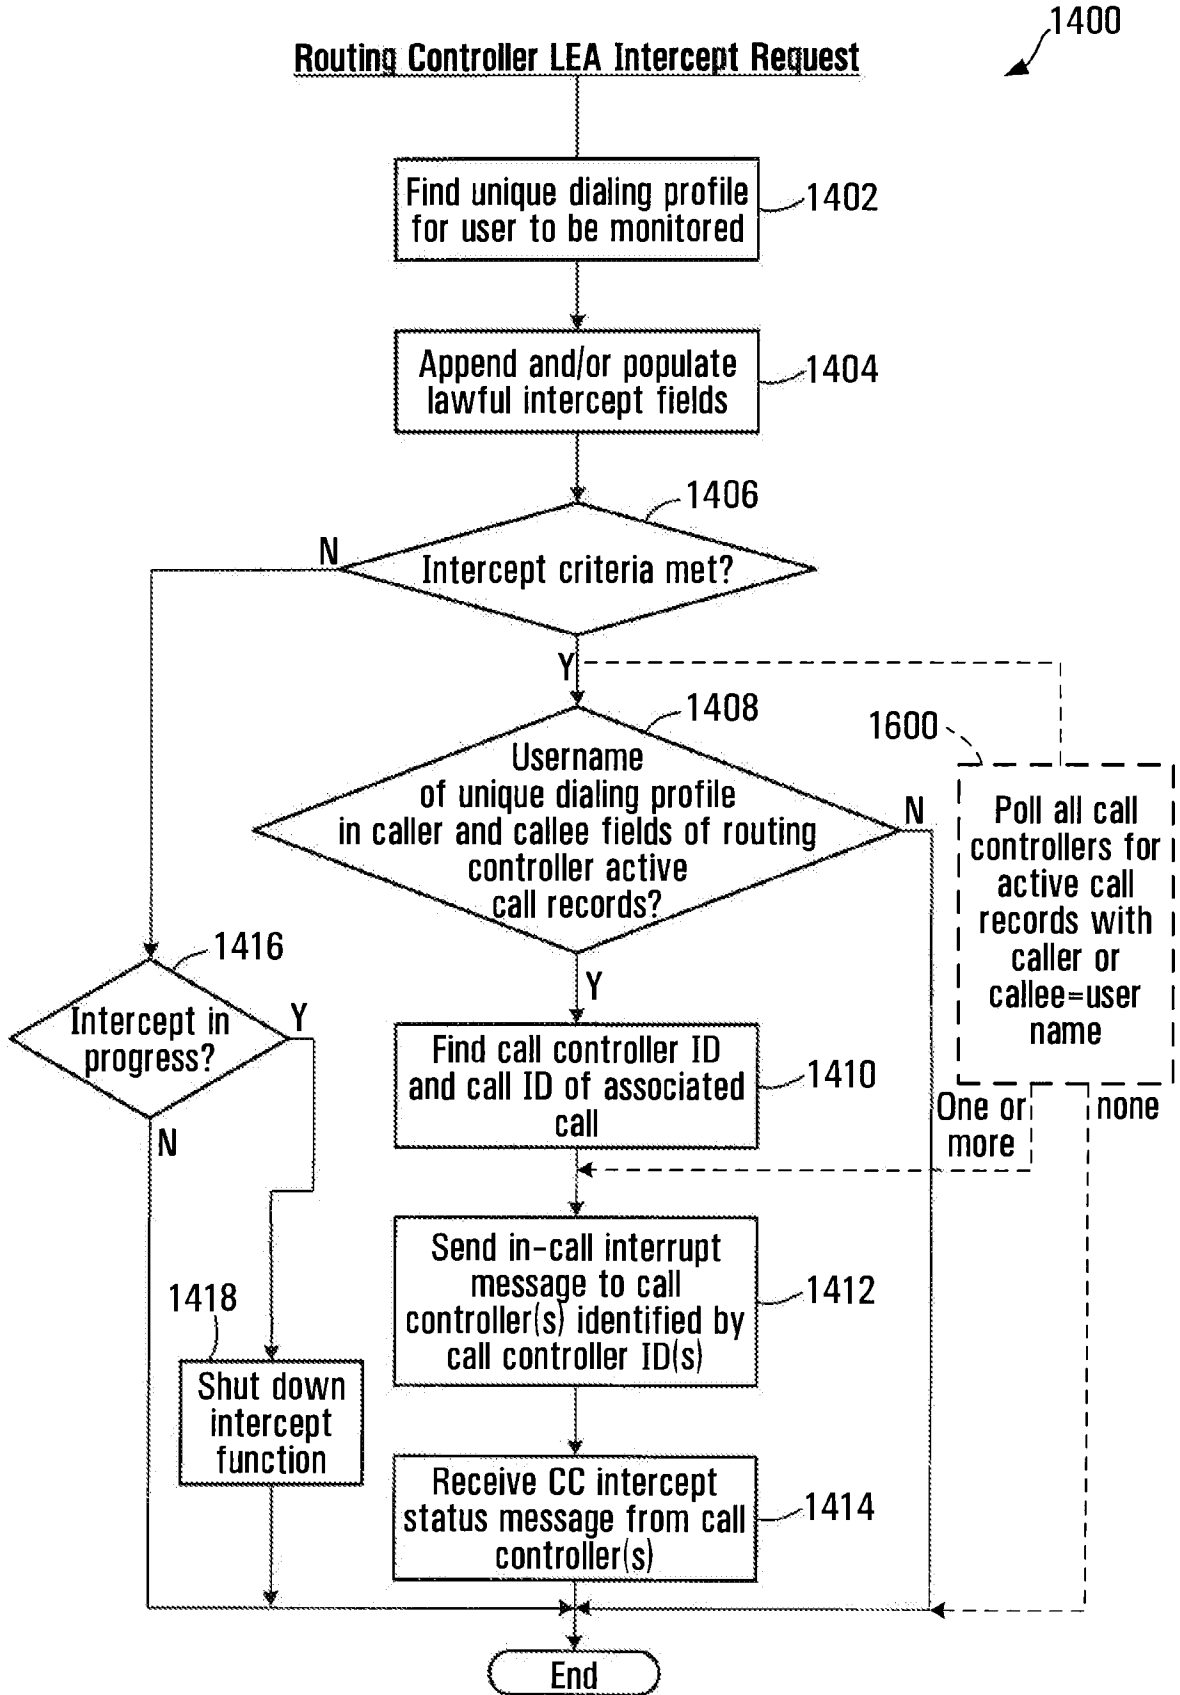 1400
Routing Controller LEA Intercept Request
Find unique dialing profile
for user to be monitored
1402
Append and/or populate
lawful intercept fields
1404
1406
N
Intercept criteria met?
Y
1408
1600
Username
of unique dialing profile
in caller and callee fields of routing
controller active
call records?
N
Poll all call
controllers for
active call
records with
caller or
callee=user
name
1416
Intercept in
progress?
Y
N
Y
Find call controller ID
and call ID of associated
call
1410
One or
more
none
Send in-call interrupt
message to call
controller(s) identified by
call controller ID(s)
1412
1418
Shut down
intercept
function
Receive CC intercept
status message from call
controller(s)
1414
End